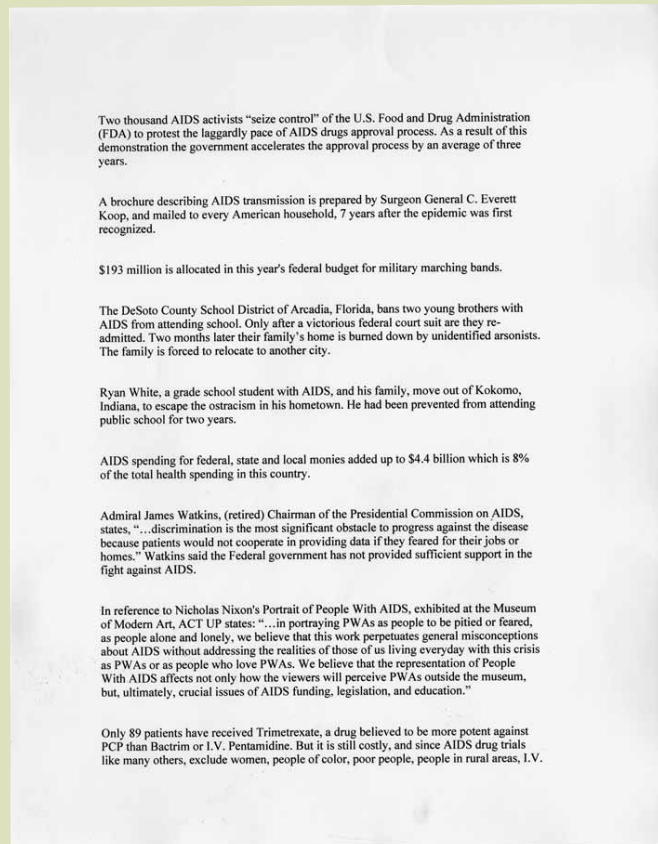 Two thousand AIDS activists “seize control” of the U.S. Food and Drug Administration
(FDA) to protest the laggardly pace of AIDS drugs approval process. As a result of this
demonstration the government accelerates the approval process by an average of three
years.
A brochure describing AIDS transmission is prepared by Surgeon General C. Everett
Koop, and mailed to every American household, 7 years after the epidemic was first
recognized.
$193 million is allocated in this year's federal budget for military marching bands.
The DeSoto County School District of Arcadia, Florida, bans two young brothers with
AIDS from attending school. Only after a victorious federal court suit are they re-
admitted. Two months later their family’s home is burned down by unidentified arsonists.
The family is forced to relocate to another city.
Ryan White, a grade school student with AIDS, and his family, move out of Kokomo,
Indiana, to escape the ostracism in his hometown. He had been prevented from attending
public school for two years.
AIDS spending for federal, state and local monies added up to $4.4 billion which is 8%
of the total health spending in this country.
Admiral James Watkins, (retired) Chairman of the Presidential Commission on AIDS,
states, “…discrimination is the most significant obstacle to progress against the disease
because patients would not cooperate in providing data if they feared for their jobs or
homes.” Watkins said the Federal government has not provided sufficient support in the
fight against AIDS.
In reference to Nicholas Nixon's Portrait of People With AIDS, exhibited at the Museum
of Modern Art, ACT UP states: “…in portraying PWAs as people to be pitied or feared,
as people alone and lonely, we believe that this work perpetuates general misconceptions
about AIDS without addressing the realities of those of us living everyday with this crisis
as PWAs or as people who love PWAs. We believe that the representation of People
With AIDS affects not only how the viewers will perceive PWAs outside the museum,
but, ultimately, crucial issues of AIDS funding, legislation, and education.”
Only 89 patients have received Trimetrexate, a drug believed to be more potent against
PCP than Bactrim or I.V. Pentamidine. But it is still costly, and since AIDS drug trials
like many others, exclude women, people of color, poor people, people in rural areas, I.V.